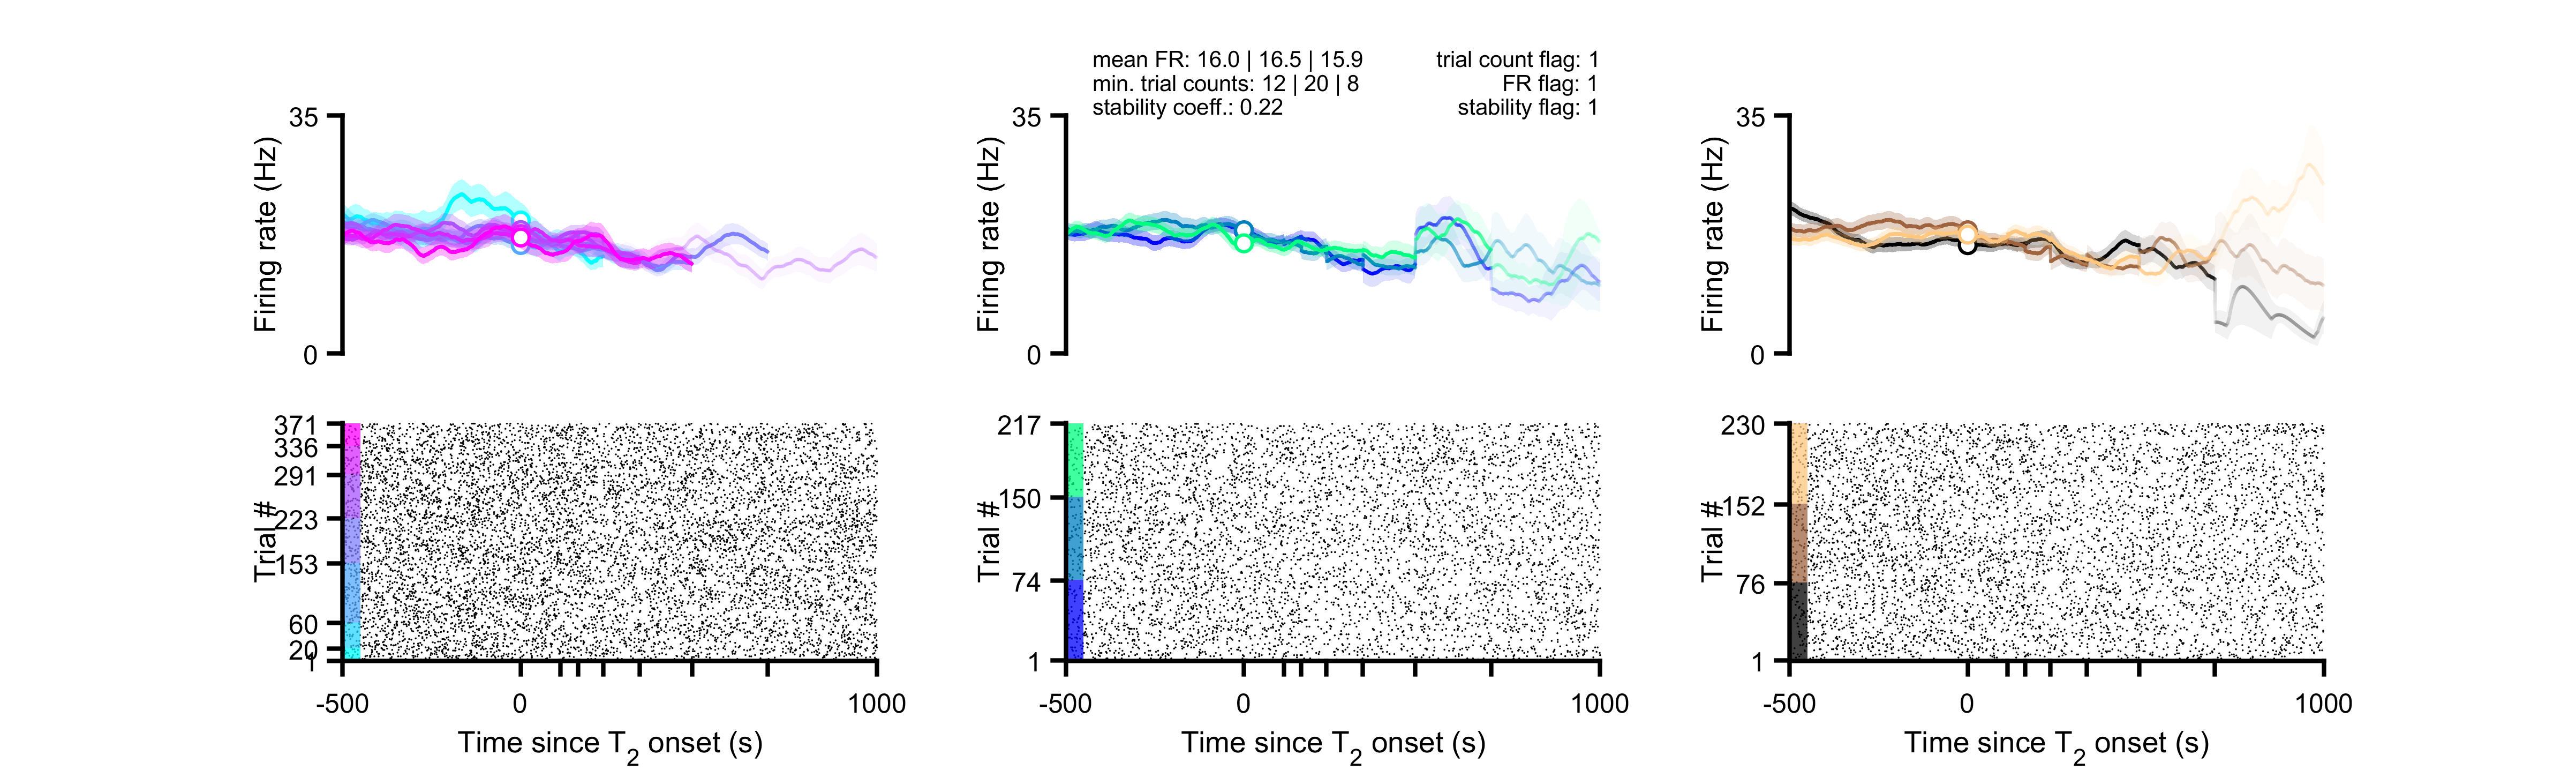 mean FR: 16.0 | 16.5 | 15.9
min. trial counts: 12 | 20 | 8
stability coeff.: 0.22
trial count flag: 1
FR flag: 1
stability flag: 1
35
0
Firing rate (Hz)
35
0
Firing rate (Hz)
35
0
Firing rate (Hz)
371
336
291
223
153
60
20
1
Trial #
-500
0
1000
Time since T2 onset (s)
217
150
74
1
Trial #
-500
0
1000
Time since T2 onset (s)
230
152
76
1
Trial #
-500
0
1000
Time since T2 onset (s)